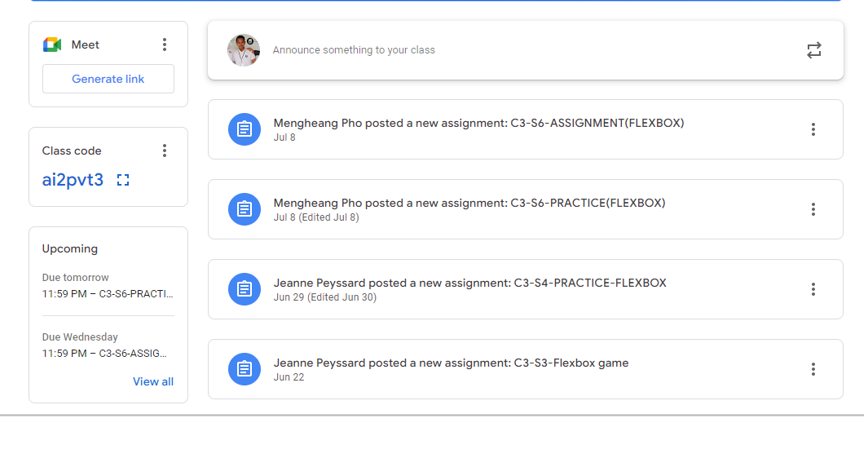 Meet
Generate link
Class code
ai2pvt3
Upcoming
Due tomorrow
11:59 PM – C3-S6-PRACTI...
Due Wednesday
11:59 PM – C3-S6-ASSIG...
View all
Announce something to your class
Mengheang Pho posted a new assignment: C3-S6-ASSIGNMENT(FLEXBOX)
Jul 8
Mengheang Pho posted a new assignment: C3-S6-PRACTICE(FLEXBOX)
Jul 8 (Edited Jul 8)
Jeanne Peyssard posted a new assignment: C3-S4-PRACTICE-FLEXBOX
Jun 29 (Edited Jun 30)
Jeanne Peyssard posted a new assignment: C3-S3-Flexbox game
Jun 22